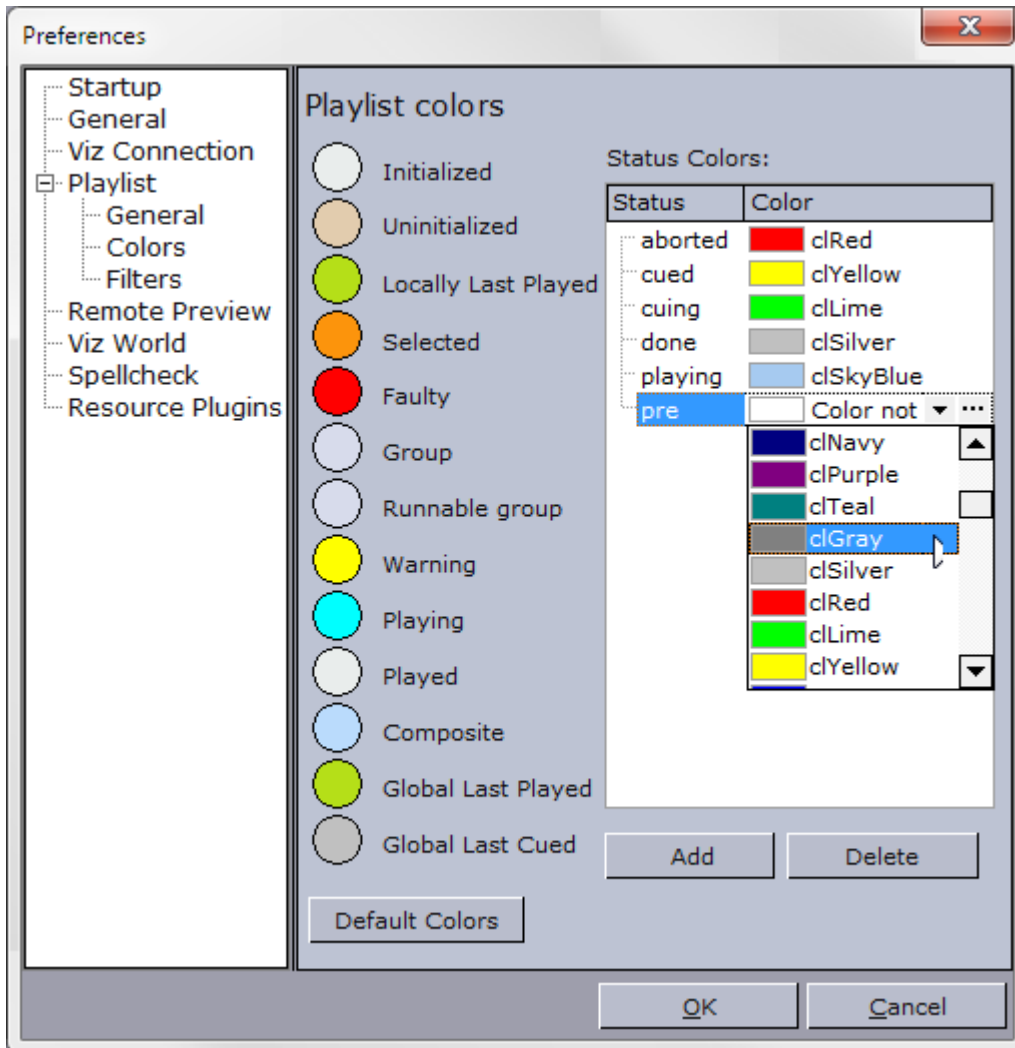 Preferences
Startup
General
Viz Connection
Playlist
General
Colors
Filters
Remote Preview
Viz World
Spellcheck
Resource Plugins
Playlist colors
Initialized
Uninitialized
Locally Last Played
Selected
Faulty
Group
Runnable group
Warning
Playing
Played
Composite
Global Last Played
Global Last Cued
Default Colors
Status Colors:
Status Color
aborted clRed
cued clYellow
cuing clLime
done clSilver
playing clSkyBlue
pre Color not ...
clNavy
clPurple
clTeal
clGray
clSilver
clRed
clLime
clYellow
Add Delete
OK Cancel